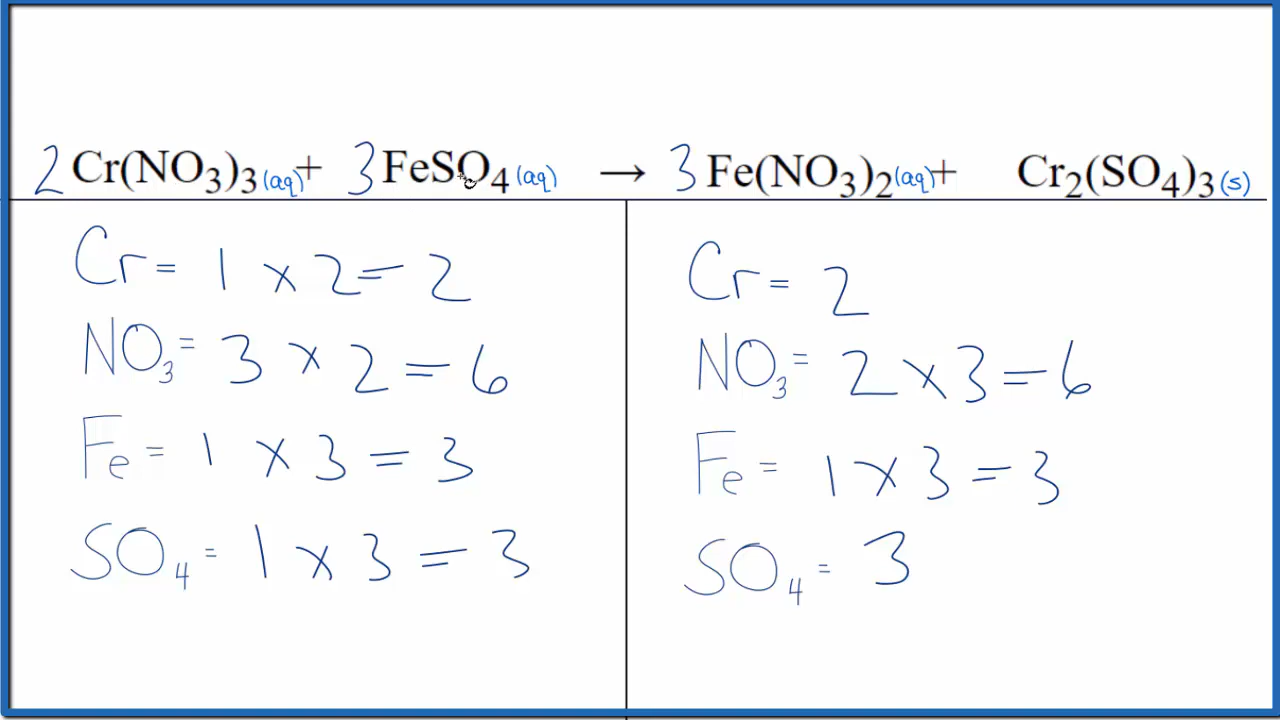 2 Cr(NO₃)₃(aq) + 3 FeSO₄(aq) → 3 Fe(NO₃)₂(aq) + Cr₂(SO₄)₃(s)
Cr = 1 x 2 = 2
NO₃ = 3 x 2 = 6
Fe = 1 x 3 = 3
SO₄ = 1 x 3 = 3
Cr = 2
NO₃ = 2 x 3 = 6
Fe = 1 x 3 = 3
SO₄ = 3